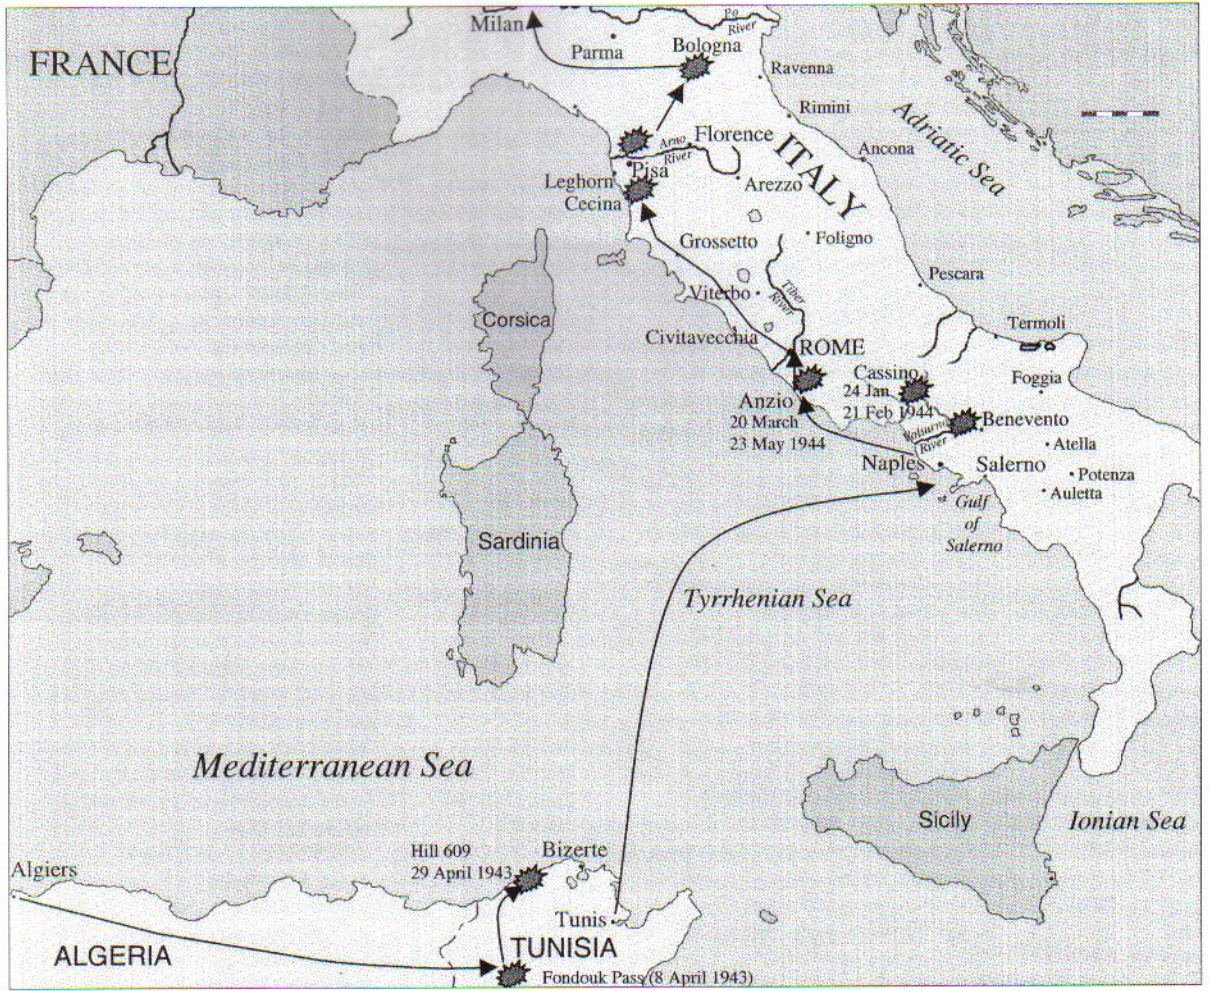 Milan
Po
River
Parma
Bologna
FRANCE
Ravenna
Rimini
Adriatic Sea
Arno
River
Florence
ITALY
Ancona
Pisa
Leghorn
Cecina
Arezzo
Grossetto
Foligno
Viterbo
Tiber
River
Pescara
Corsica
Civitavecchia
ROME
Termoli
Cassino
24 Jan
21 Feb 1944
Foggia
Anzio
20 March
23 May 1944
Volturno
River
Benevento
Atella
Naples
Salerno
Potenza
Auletta
Gulf
of
Salerno
Sardinia
Tyrrhenian Sea
Mediterranean Sea
Sicily
Ionian Sea
Hill 609
29 April 1943
Bizerte
Algiers
Tunis
ALGERIA
TUNISIA
Fondouk Pass (8 April 1943)